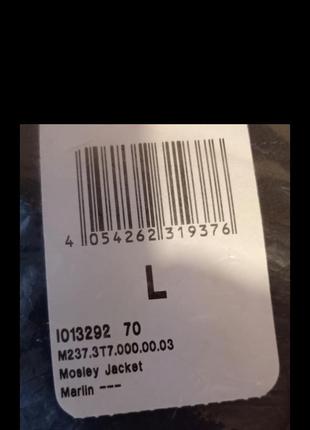 4 054262 319376
L
I013292 70
M237.3T7.000.00.03
Mosley Jacket
Marlin ---